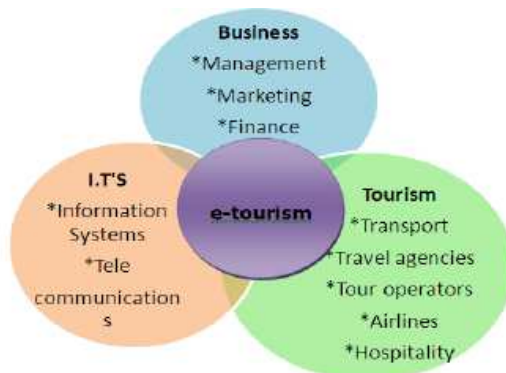 Business
*Management
*Marketing
*Finance
I.T'S
*Information
Systems
*Tele
communication
s
e-tourism
Tourism
*Transport
*Travel agencies
*Tour operators
*Airlines
*Hospitality